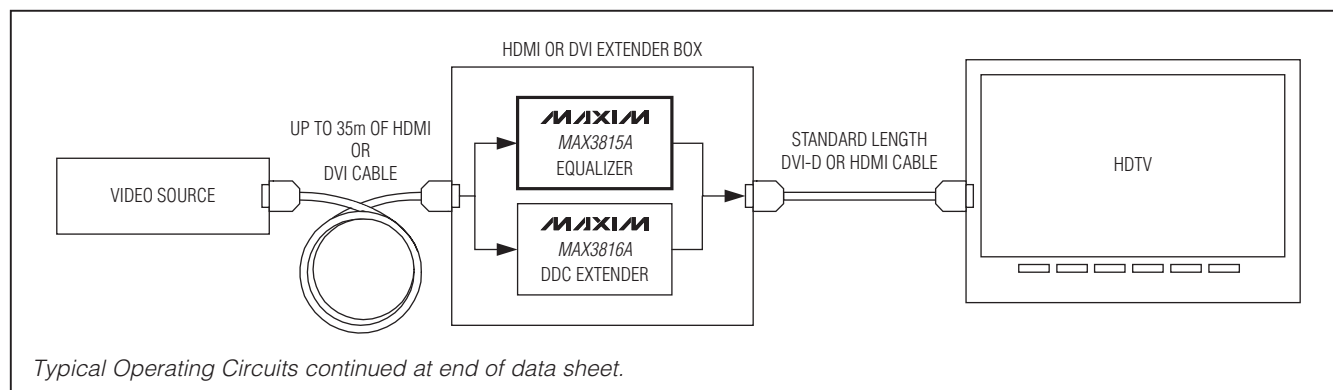 HDMI OR DVI EXTENDER BOX
VIDEO SOURCE
UP TO 35m OF HDMI
OR
DVI CABLE
MAXIM
MAX3815A
EQUALIZER
MAXIM
MAX3816A
DDC EXTENDER
STANDARD LENGTH
DVI-D OR HDMI CABLE
HDTV
Typical Operating Circuits continued at end of data sheet.